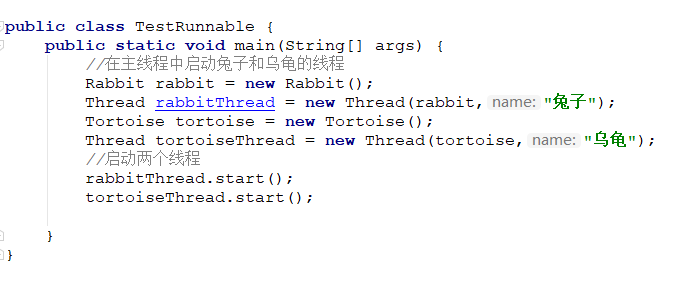 public class TestRunnable {
    public static void main(String[] args) {
        //在主线程中启动兔子和乌龟的线程
        Rabbit rabbit = new Rabbit();
        Thread rabbitThread = new Thread(rabbit, name: "兔子");
        Tortoise tortoise = new Tortoise();
        Thread tortoiseThread = new Thread(tortoise, name: "乌龟");
        //启动两个线程
        rabbitThread.start();
        tortoiseThread.start();
    }
}